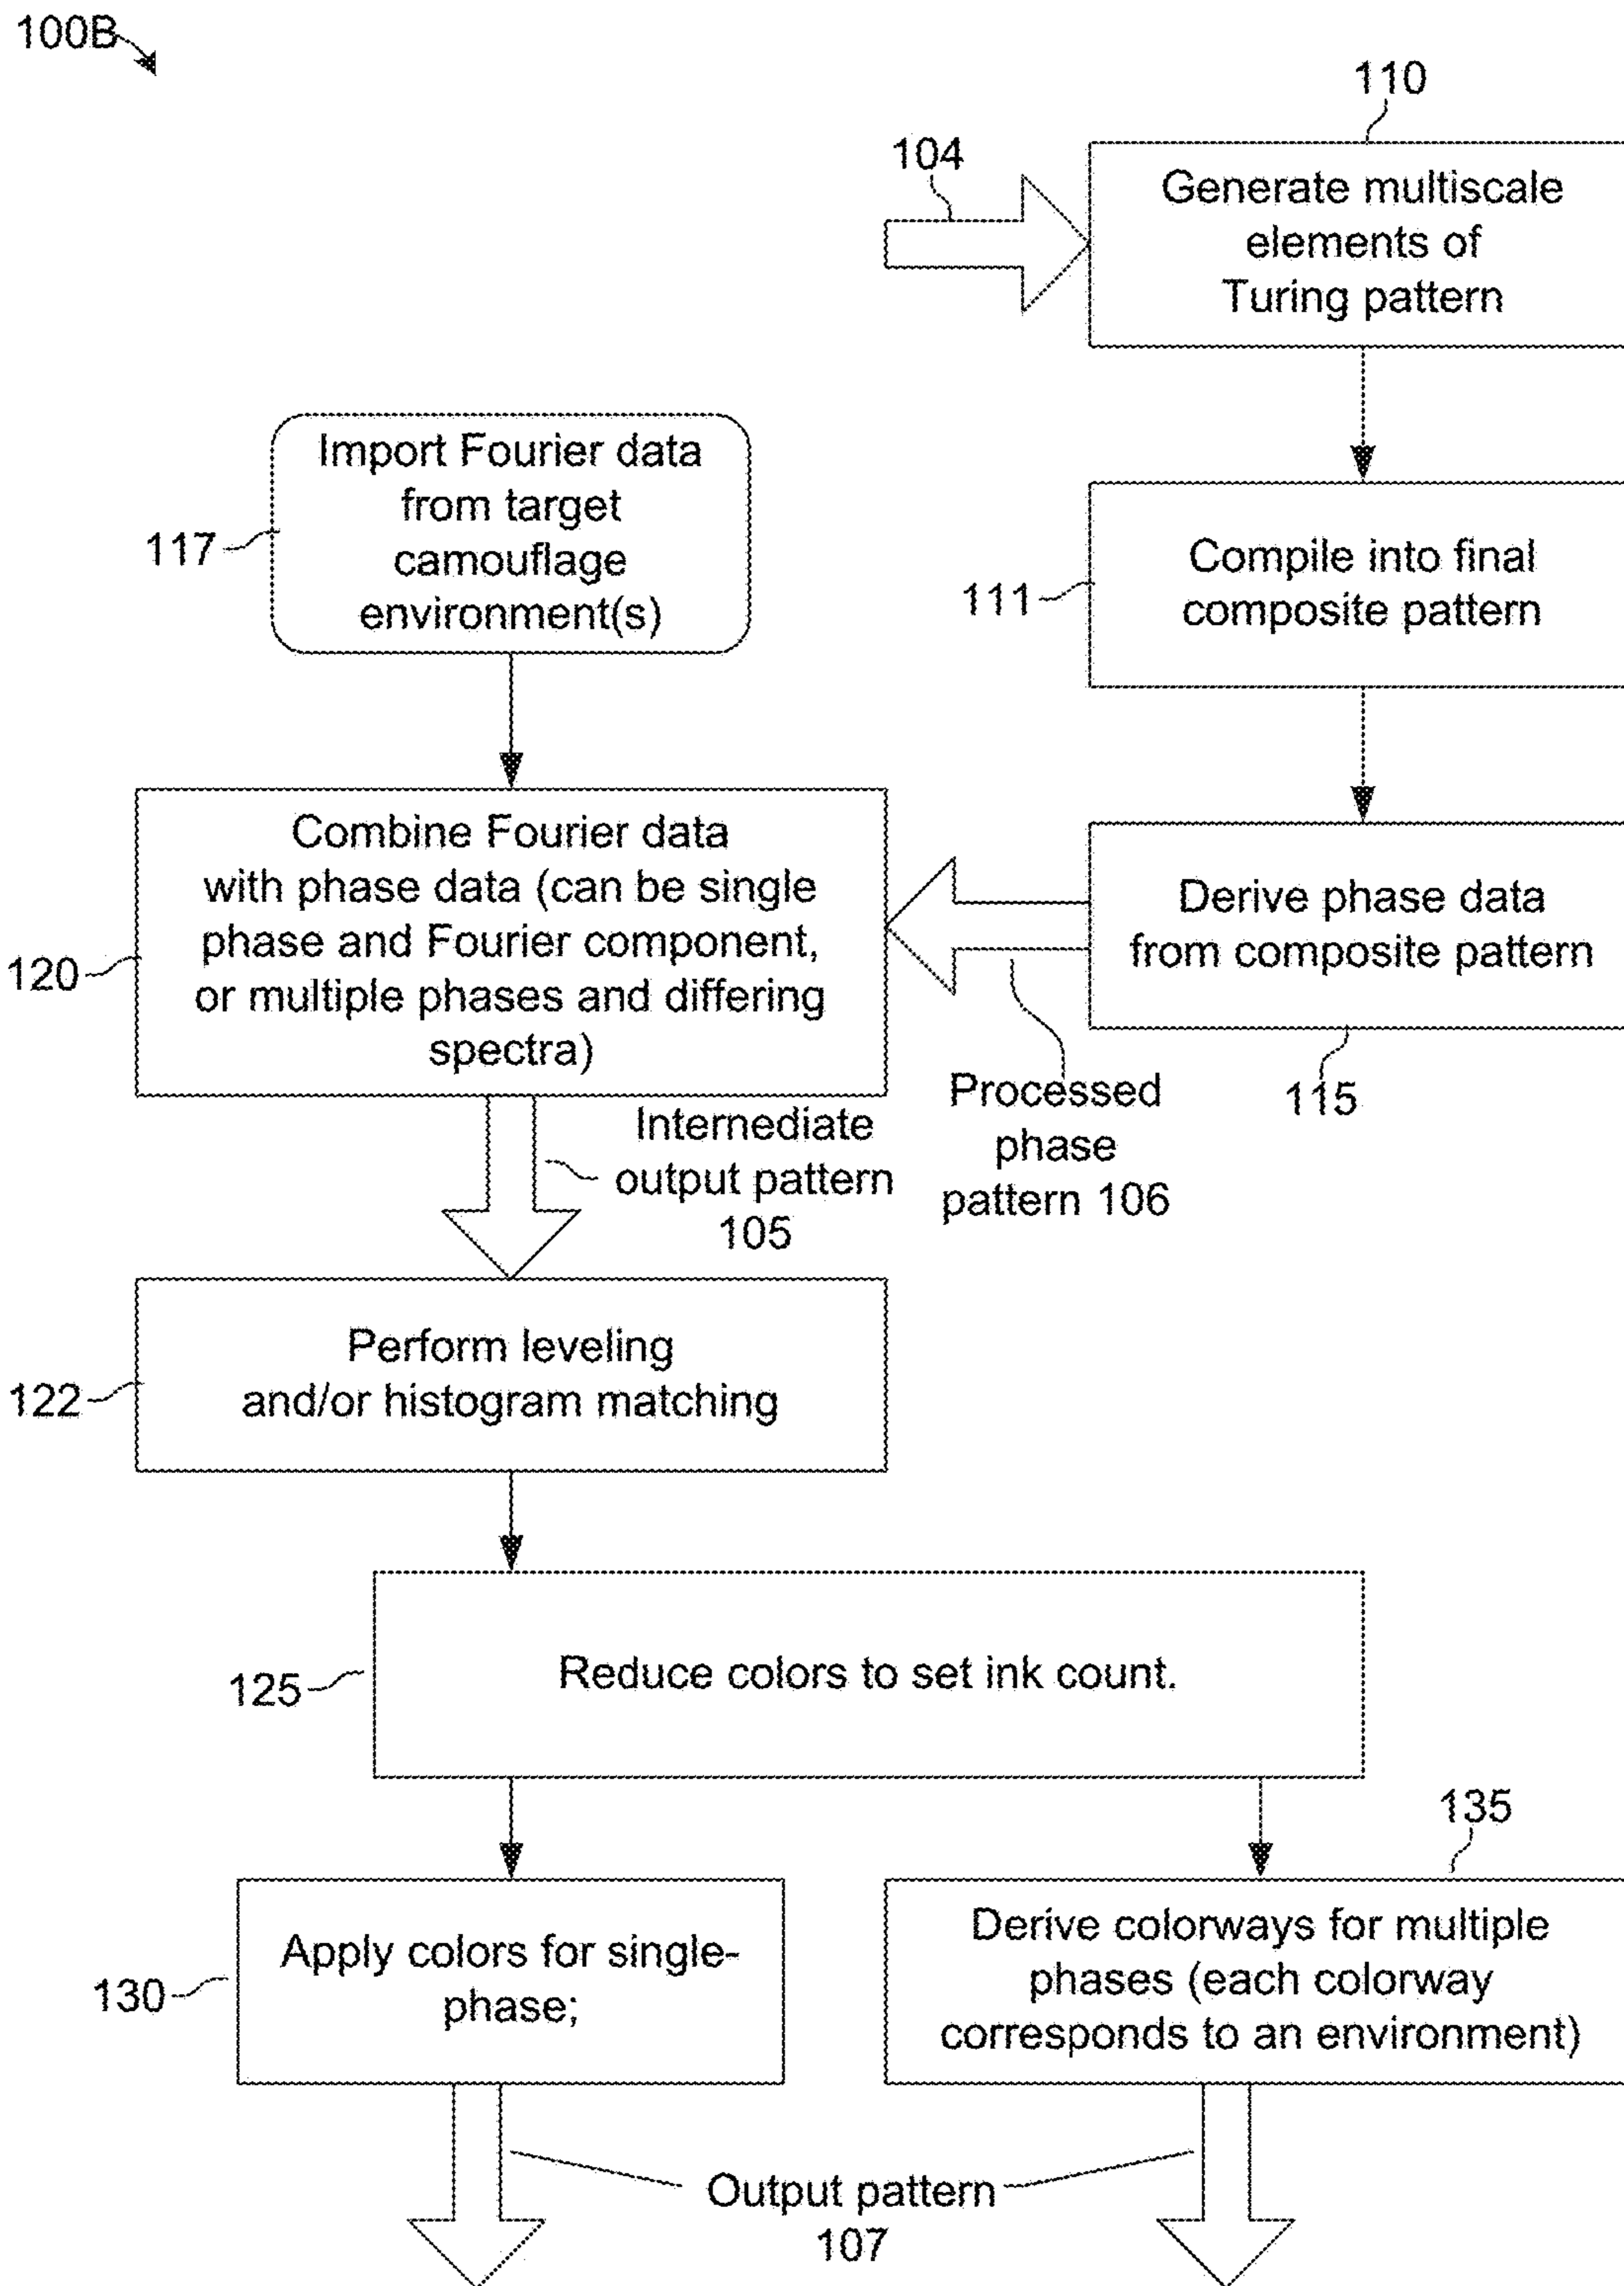 100B
110
104
Generate multiscale
elements of
Turing pattern
Import Fourier data
from target
camouflage
environment(s)
117
Compile into final
composite pattern
111
Combine Fourier data
with phase data (can be single
phase and Fourier component,
or multiple phases and differing
spectra)
120
Derive phase data
from composite pattern
115
Processed
phase
pattern 106
Internediate
output pattern
105
Perform leveling
and/or histogram matching
122
Reduce colors to set ink count.
125
135
Apply colors for single-
phase;
130
Derive colorways for multiple
phases (each colorway
corresponds to an environment)
Output pattern
107